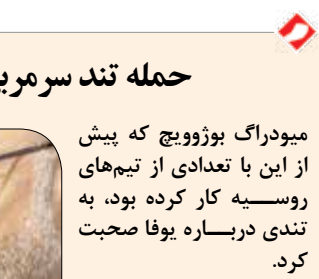 حمله تند سرمربی
میودراگ بوژوویچ که پیش
از این با تعدادی از تیم‌های
روسیه کار کرده بود، به
تندی درباره یوفا صحبت
کرد.